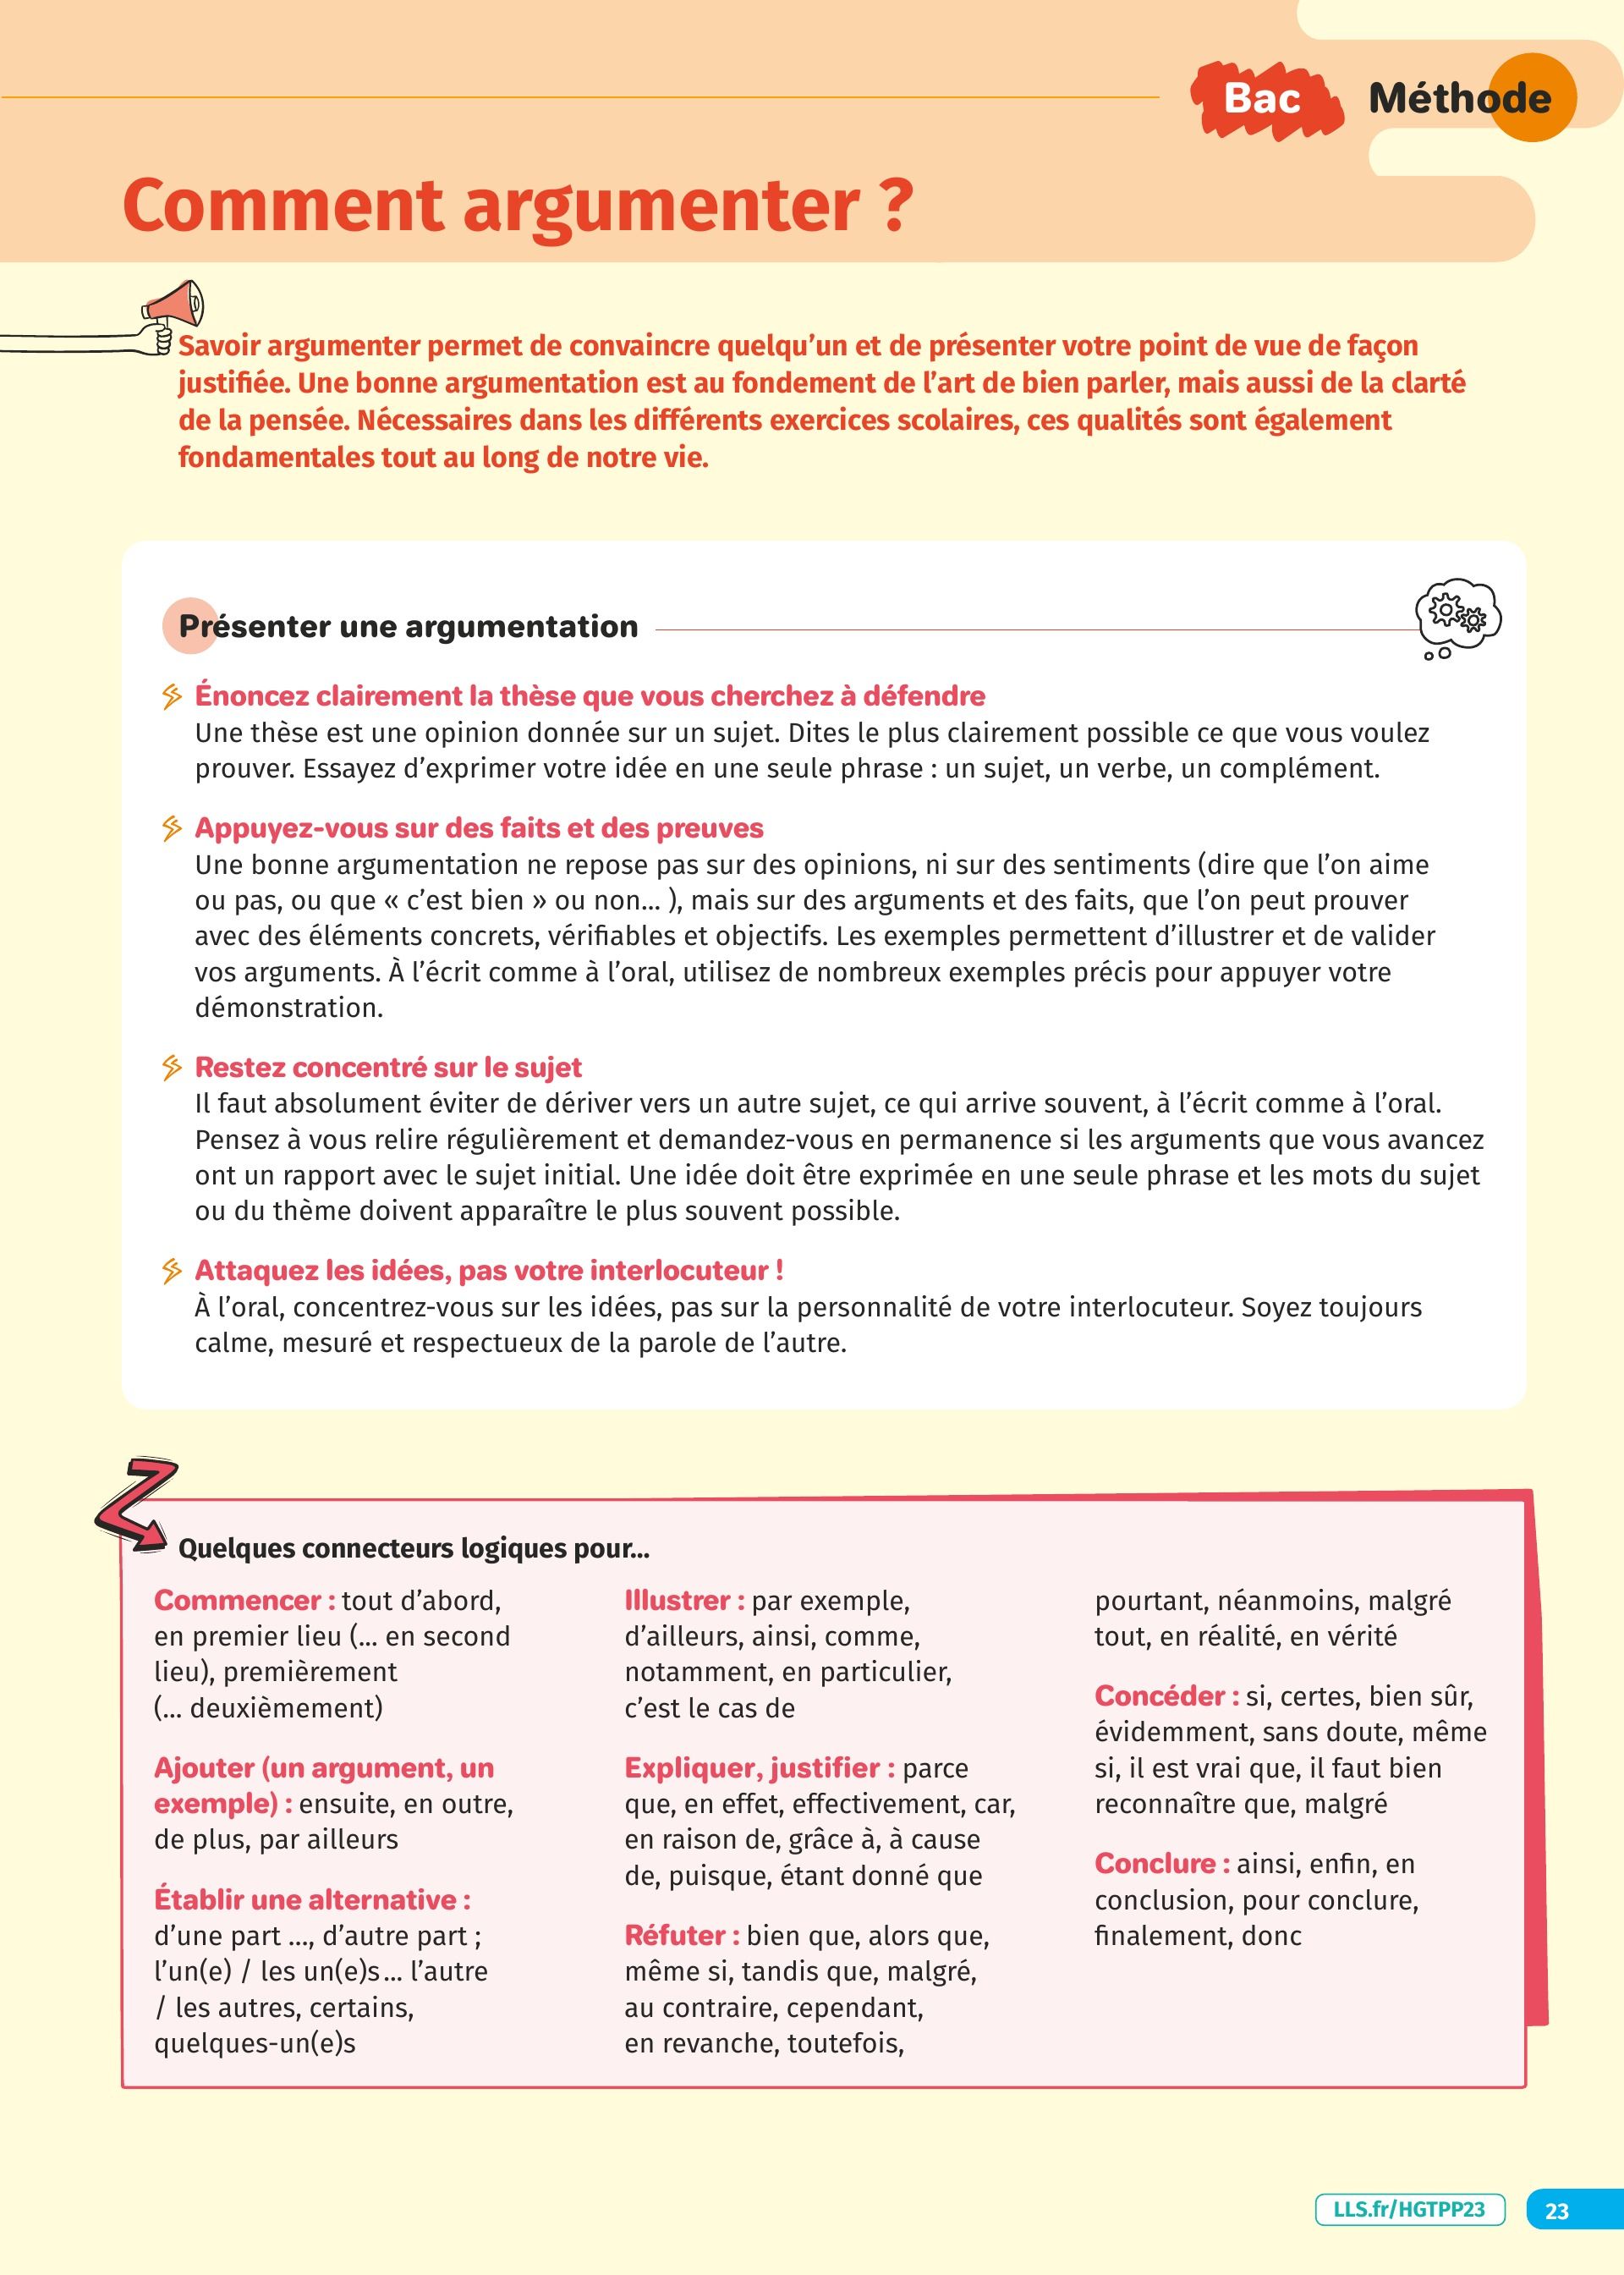 Bac Méthode
Comment argumenter ?
Savoir argumenter permet de convaincre quelqu’un et de présenter votre point de vue de façon
justifiée. Une bonne argumentation est au fondement de l’art de bien parler, mais aussi de la clarté
de la pensée. Nécessaires dans les différents exercices scolaires, ces qualités sont également
fondamentales tout au long de notre vie.
Présenter une argumentation
Énoncez clairement la thèse que vous cherchez à défendre
Une thèse est une opinion donnée sur un sujet. Dites le plus clairement possible ce que vous voulez
prouver. Essayez d’exprimer votre idée en une seule phrase : un sujet, un verbe, un complément.
Appuyez-vous sur des faits et des preuves
Une bonne argumentation ne repose pas sur des opinions, ni sur des sentiments (dire que l’on aime
ou pas, ou que « c’est bien » ou non… ), mais sur des arguments et des faits, que l’on peut prouver
avec des éléments concrets, vérifiables et objectifs. Les exemples permettent d’illustrer et de valider
vos arguments. À l’écrit comme à l’oral, utilisez de nombreux exemples précis pour appuyer votre
démonstration.
Restez concentré sur le sujet
Il faut absolument éviter de dériver vers un autre sujet, ce qui arrive souvent, à l’écrit comme à l’oral.
Pensez à vous relire régulièrement et demandez-vous en permanence si les arguments que vous avancez
ont un rapport avec le sujet initial. Une idée doit être exprimée en une seule phrase et les mots du sujet
ou du thème doivent apparaître le plus souvent possible.
Attaquez les idées, pas votre interlocuteur !
À l’oral, concentrez-vous sur les idées, pas sur la personnalité de votre interlocuteur. Soyez toujours
calme, mesuré et respectueux de la parole de l’autre.
Quelques connecteurs logiques pour…
Commencer : tout d’abord,
en premier lieu (… en second
lieu), premièrement
(… deuxièmement)
Ajouter (un argument, un
exemple) : ensuite, en outre,
de plus, par ailleurs
Établir une alternative :
d’une part …, d’autre part ;
l’un(e) / les un(e)s… l’autre
/ les autres, certains,
quelques-un(e)s
Illustrer : par exemple,
d’ailleurs, ainsi, comme,
notamment, en particulier,
c’est le cas de
Expliquer, justifier : parce
que, en effet, effectivement, car,
en raison de, grâce à, à cause
de, puisque, étant donné que
Réfuter : bien que, alors que,
même si, tandis que, malgré,
au contraire, cependant,
en revanche, toutefois,
pourtant, néanmoins, malgré
tout, en réalité, en vérité
Concéder : si, certes, bien sûr,
évidemment, sans doute, même
si, il est vrai que, il faut bien
reconnaître que, malgré
Conclure : ainsi, enfin, en
conclusion, pour conclure,
finalement, donc
LLS.fr/HGTPP23
23